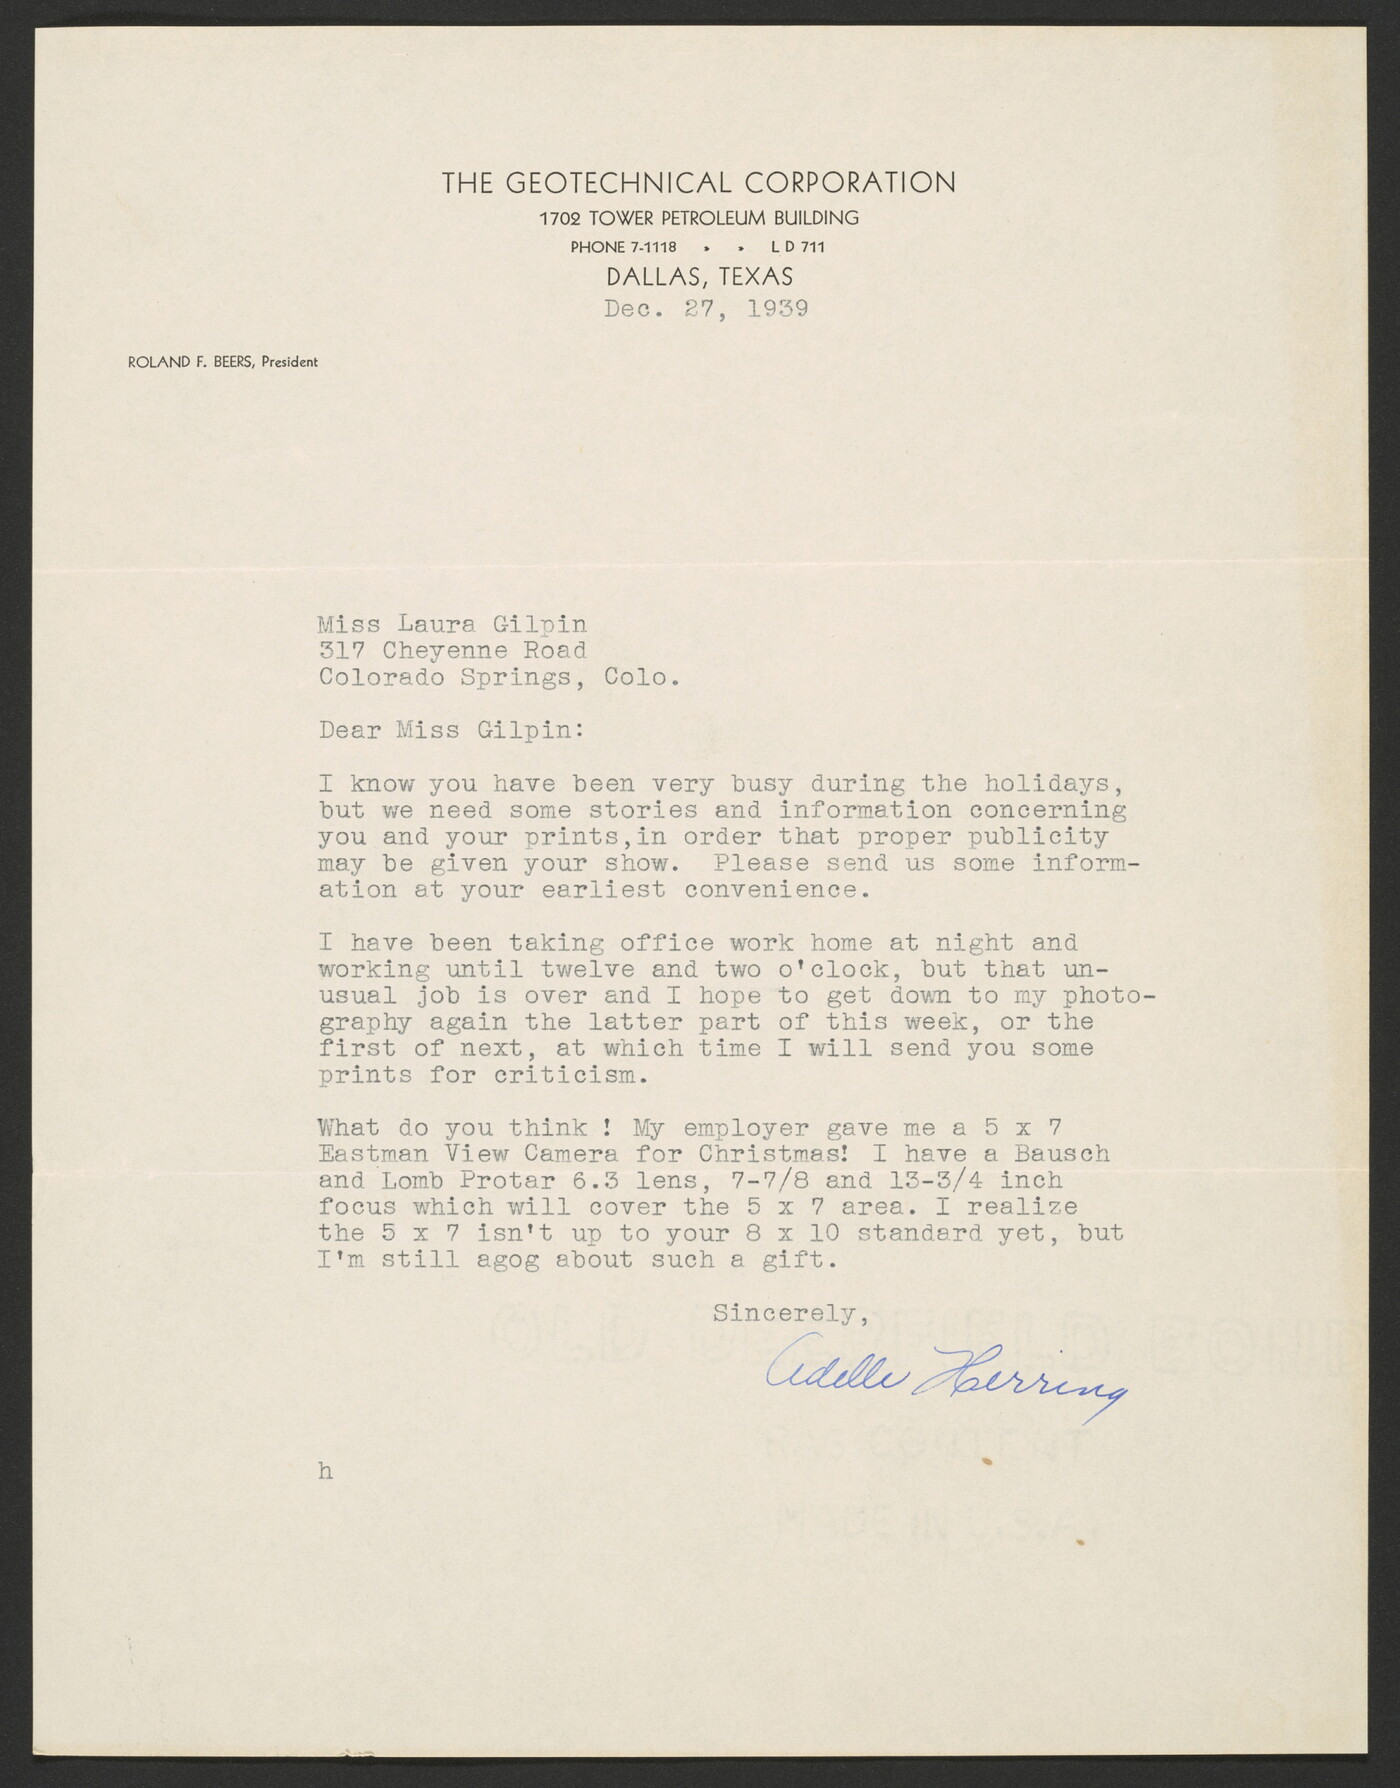 THE GEOTECHNICAL CORPORATION
1702 TOWER PETROLEUM BUILDING
PHONE 7-1118 • • L D 711
DALLAS, TEXAS
Dec. 27, 1939
ROLAND F. BEERS, President
Miss Laura Gilpin
317 Cheyenne Road
Colorado Springs, Colo.
Dear Miss Gilpin:
I know you have been very busy during the holidays,
but we need some stories and information concerning
you and your prints,in order that proper publicity
may be given your show.  Please send us some inform-
ation at your earliest convenience.
I have been taking office work home at night and
working until twelve and two o'clock, but that un-
usual job is over and I hope to get down to my photo-
graphy again the latter part of this week, or the
first of next, at which time I will send you some
prints for criticism.
What do you think ! My employer gave me a 5 x 7
Eastman View Camera for Christmas! I have a Bausch
and Lomb Protar 6.3 lens, 7-7/8 and 13-3/4 inch
focus which will cover the 5 x 7 area. I realize
the 5 x 7 isn't up to your 8 x 10 standard yet, but
I'm still agog about such a gift.
Sincerely,
Adelle Herring
h